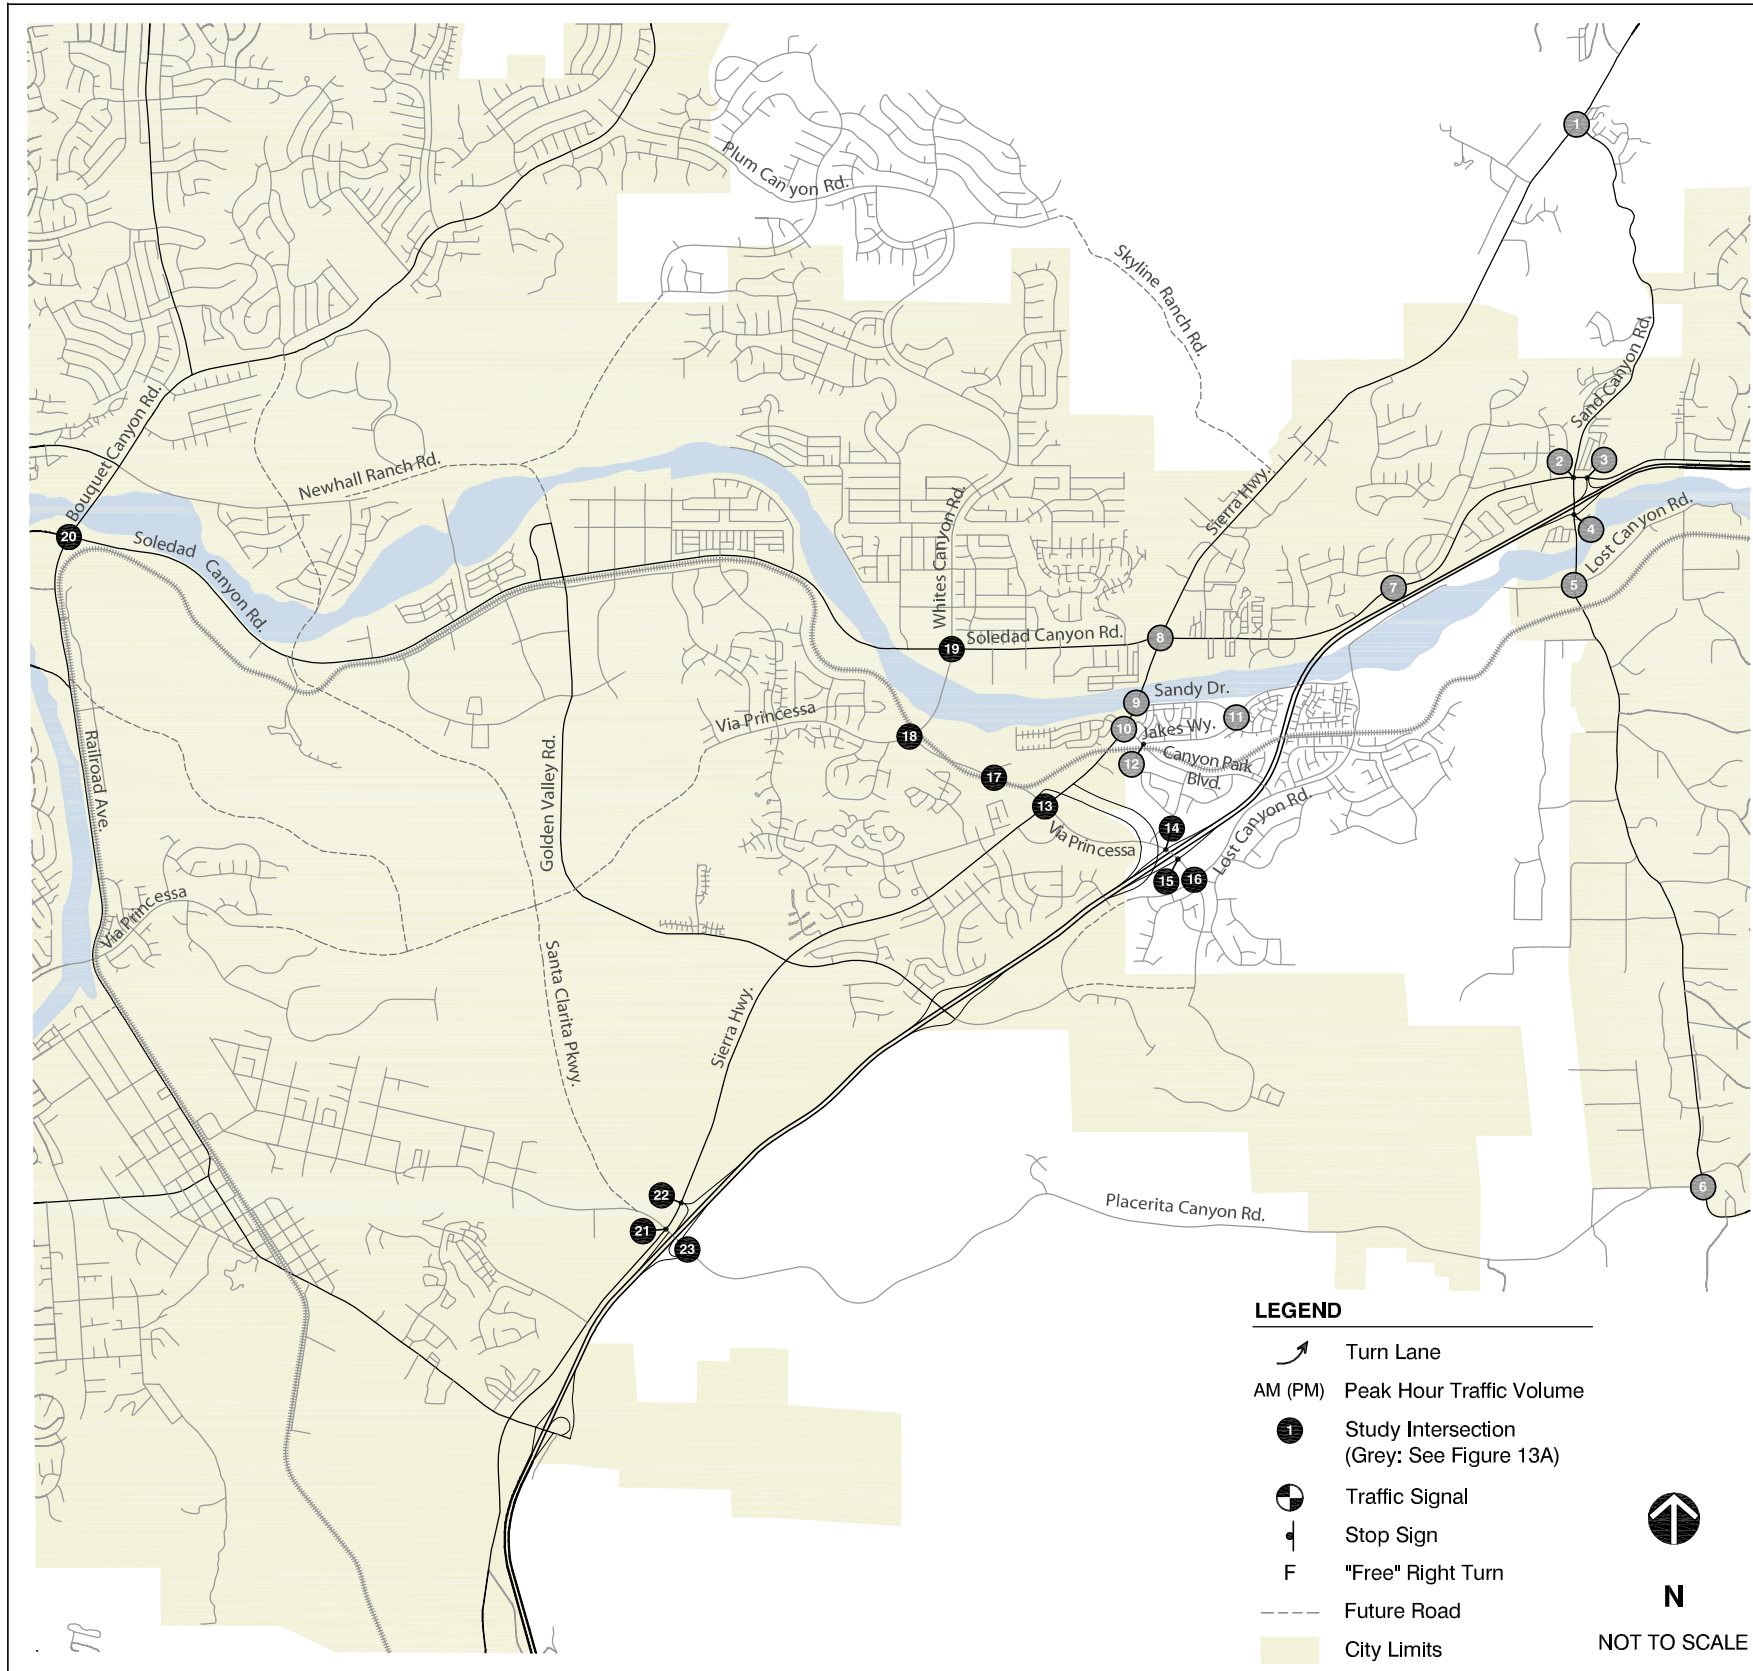 1
Plum Canyon Rd.
Skyline Ranch Rd.
Sand Canyon Rd.
Bouquet Canyon Rd.
Newhall Ranch Rd.
2
3
Sierra Hwy.
Whites Canyon Rd.
4
Lost Canyon Rd.
20
Soledad
Canyon Rd.
5
7
8
Soledad Canyon Rd.
19
Sandy Dr.
9
11
Via Princessa
18
10
Jakes Wy.
12
Canyon Park
Blvd.
Railroad Ave.
Golden Valley Rd.
17
13
14
Via Princessa
Lost Canyon Rd.
15
16
Via Princessa
Santa Clarita Pkwy.
Sierra Hwy.
22
21
23
Placerita Canyon Rd.
6
LEGEND
Turn Lane
AM (PM) Peak Hour Traffic Volume
1 Study Intersection
(Grey: See Figure 13A)
Traffic Signal
Stop Sign
F "Free" Right Turn
Future Road
City Limits
N
NOT TO SCALE